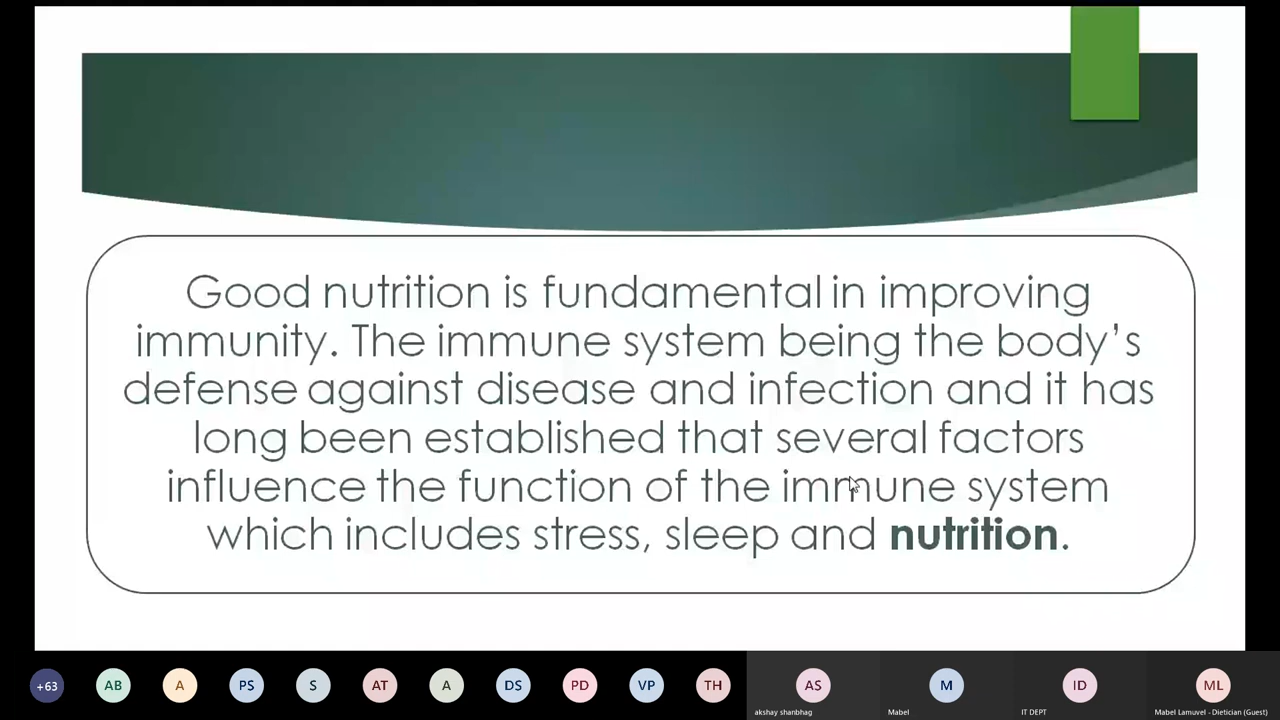 Good nutrition is fundamental in improving
immunity. The immune system being the body's
defense against disease and infection and it has
long been established that several factors
influence the function of the immune system
which includes stress, sleep and nutrition.
+63 AB A PS S AT A DS PD VP TH AS M ID ML
akshay shanbhag Mabel IT DEPT Mabel Lamuvel - Dietician (Guest)